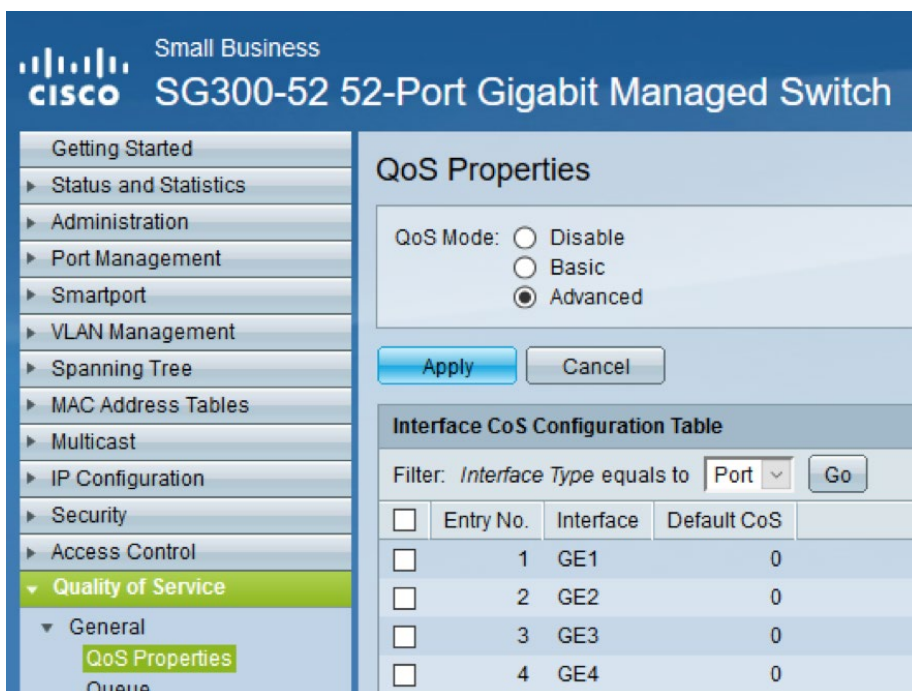 Small Business
CISCO SG300-52 52-Port Gigabit Managed Switch
Getting Started
Status and Statistics
Administration
Port Management
Smartport
VLAN Management
Spanning Tree
MAC Address Tables
Multicast
IP Configuration
Security
Access Control
Quality of Service
General
QoS Properties
Queue
QoS Properties
QoS Mode: Disable
Basic
Advanced
Apply Cancel
Interface CoS Configuration Table
Filter: Interface Type equals to Port Go
Entry No. Interface Default CoS
1 GE1 0
2 GE2 0
3 GE3 0
4 GE4 0